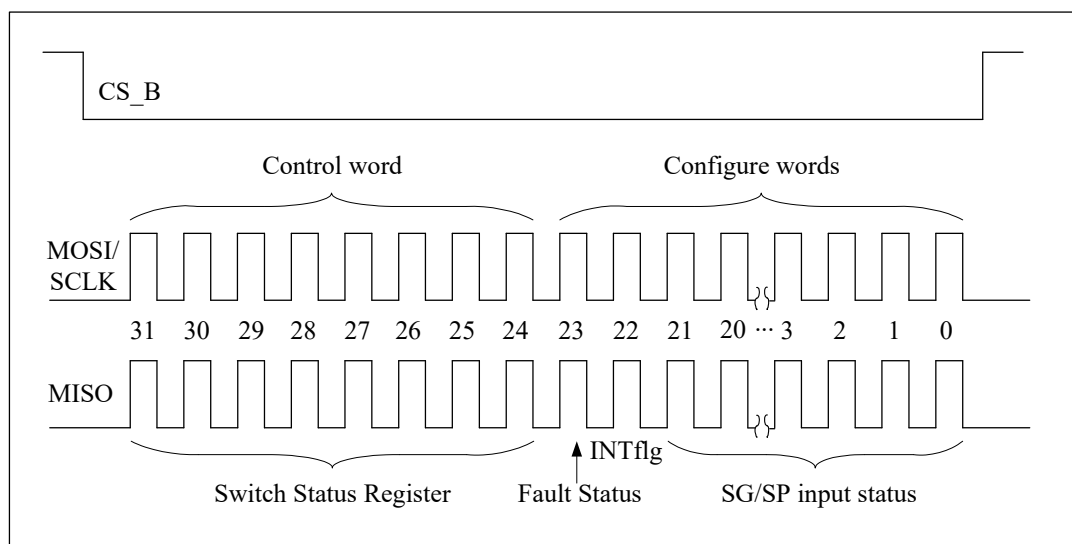 CS_B
Control word Configure words
MOSI/
SCLK
31 30 29 28 27 26 25 24 23 22 21 20 ··· 3 2 1 0
MISO
INTflg
Switch Status Register Fault Status SG/SP input status